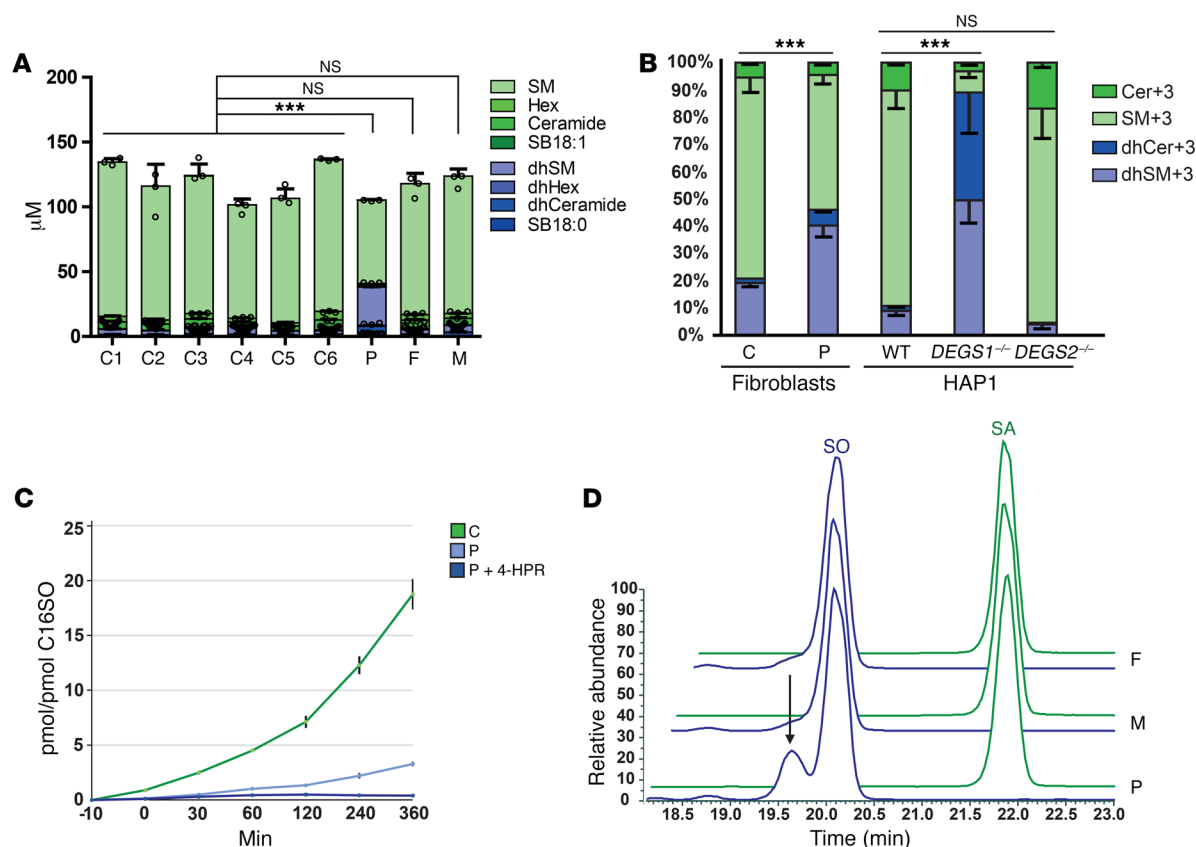 A
200
150
100
50
0
µM
NS
NS
***
SM
Hex
Ceramide
SB18:1
dhSM
dhHex
dhCeramide
SB18:0
C1 C2 C3 C4 C5 C6 P F M
B
NS
*** ***
100%
90%
80%
70%
60%
50%
40%
30%
20%
10%
0%
Cer+3
SM+3
dhCer+3
dhSM+3
C P WT DEGS1−/− DEGS2−/−
Fibroblasts HAP1
C
25
20
15
10
5
0
pmol/pmol C16SO
C
P
P + 4-HPR
-10 0 30 60 120 240 360
Min
D
SO SA
100
90
80
70
60
50
40
30
20
10
0
Relative abundance
F
M
P
18.5 19.0 19.5 20.0 20.5 21.0 21.5 22.0 22.5 23.0
Time (min)